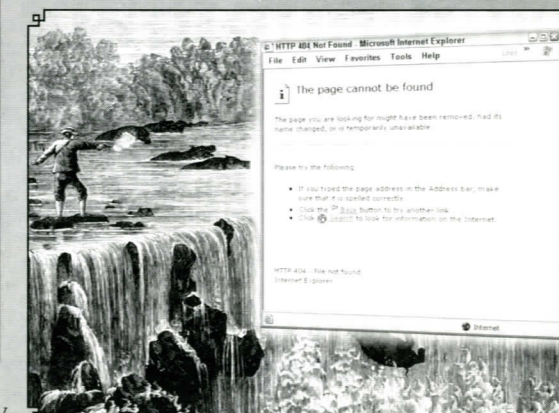 HTTP 404 Not Found - Microsoft Internet Explorer
File Edit View Favorites Tools Help
The page cannot be found
The page you are looking for might have been removed, had its
name changed, or is temporarily unavailable.
Please try the following:
If you typed the page address in the Address bar, make
sure that it is spelled correctly.
Click the Back button to try another link.
Click Search to look for information on the Internet.
HTTP 404 - File not found
Internet Explorer
Internet